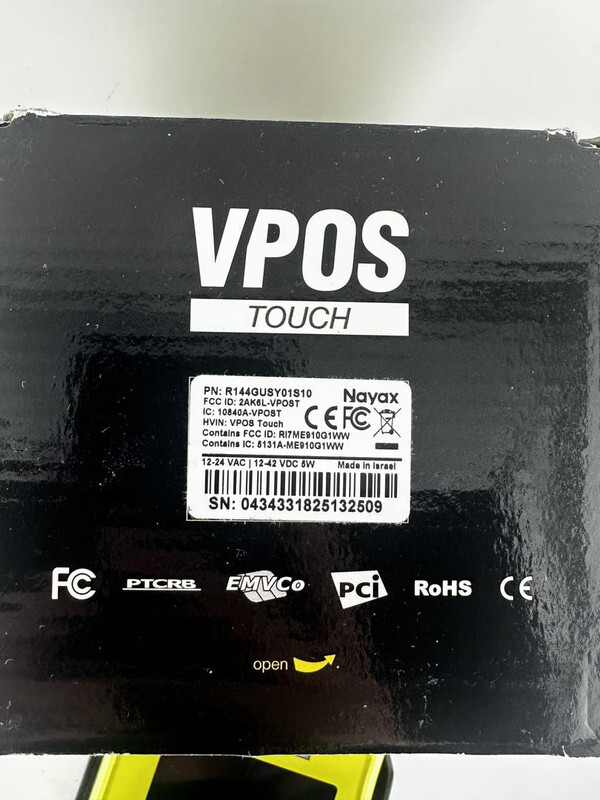 VPOS
TOUCH
PN: R144GUSY01S10
Nayax
FCC ID: 2AK6L-VPOST
IC: 10840A-VPOST
HVIN: VPOS Touch
CE FC
Contains FCC ID: RI7ME910G1WW
Contains IC: 5131A-ME910G1WW
12-24 VAC | 12-42 VDC 5W Made in Israel
SN: 0434331825132509
FC PTCRB EMVCo PCi RoHS CE
open